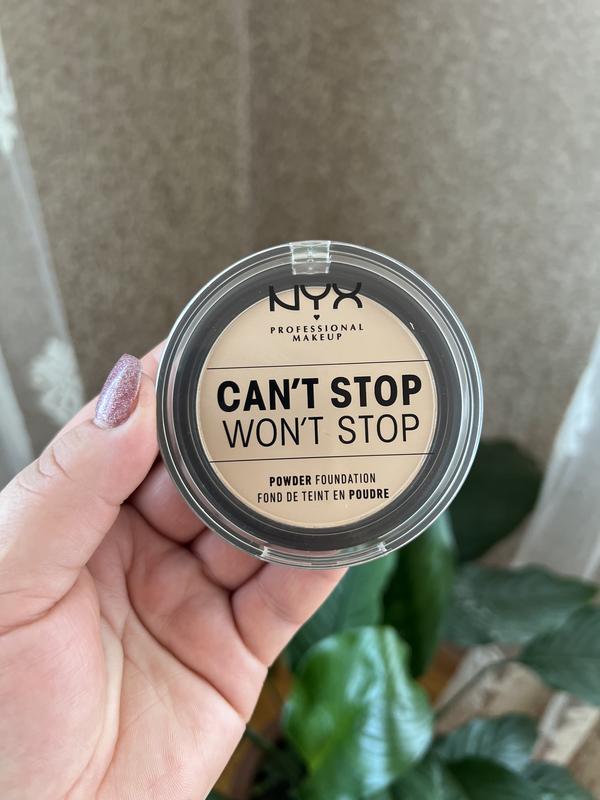 NYX
PROFESSIONAL
MAKEUP
CAN'T STOP
WON'T STOP
POWDER FOUNDATION
FOND DE TEINT EN POUDRE